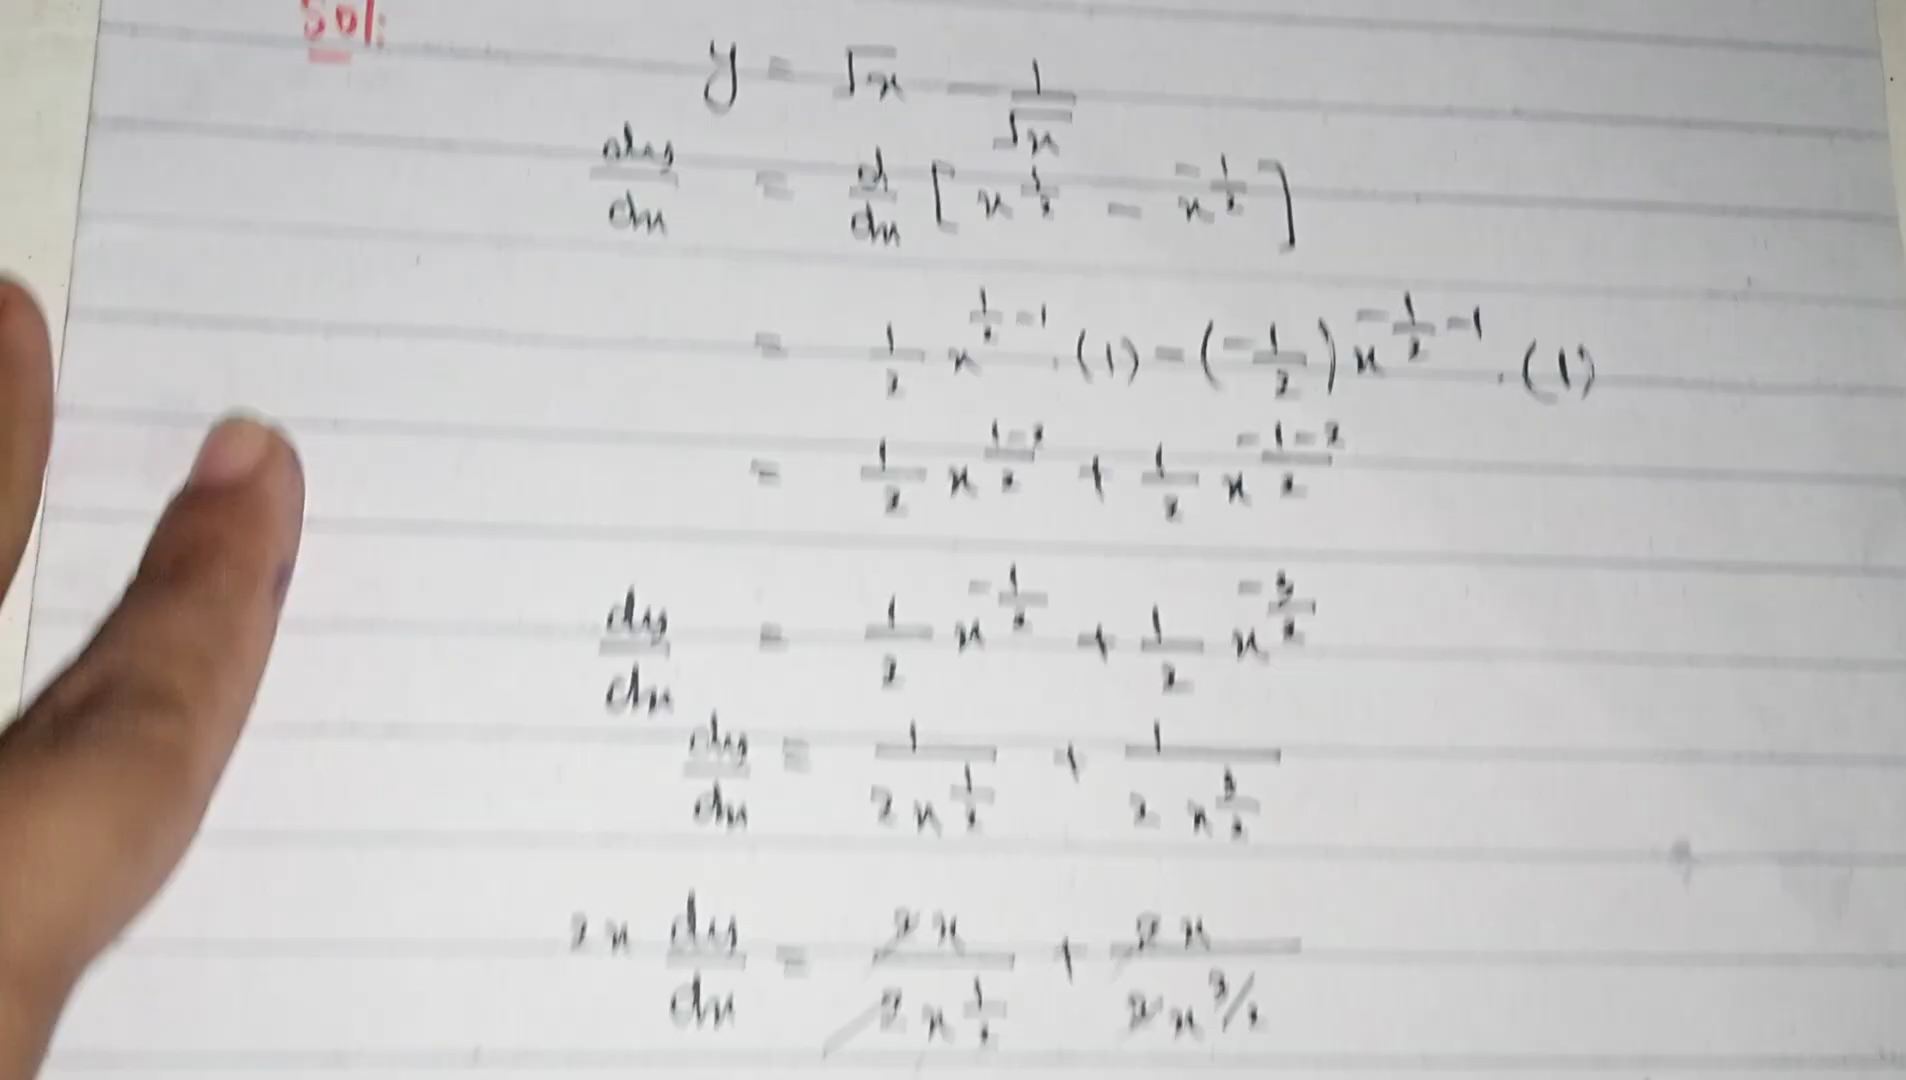 Sol:
y = √x - 1/√x
dy/dx = d/dx [x^(1/2) - x^(-1/2)]
= 1/2 x^(1/2 - 1) . (1) - (-1/2) x^(-1/2 - 1) . (1)
= 1/2 x^((1-2)/2) + 1/2 x^((-1-2)/2)
dy/dx = 1/2 x^(-1/2) + 1/2 x^(-3/2)
dy/dx = 1/(2x^(1/2)) + 1/(2x^(3/2))
2x dy/dx = 2x/(2x^(1/2)) + 2x/(2x^(3/2))